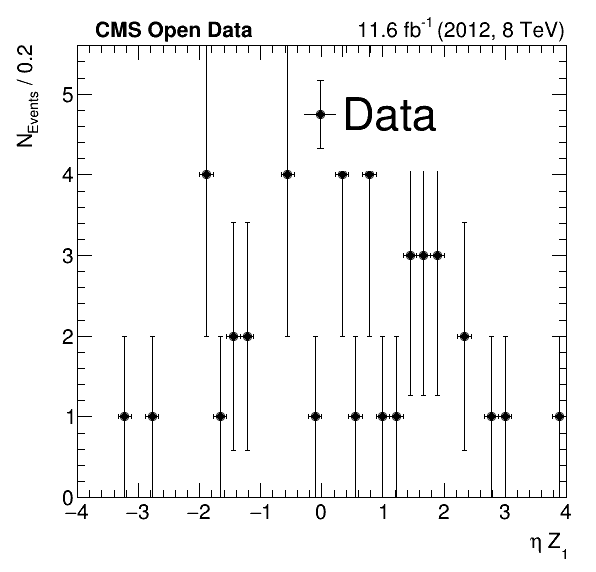 CMS Open Data 11.6 fb⁻¹ (2012, 8 TeV)
N_Events / 0.2
Data
5
4
3
2
1
0
−4 −3 −2 −1 0 1 2 3 4
η Z₁